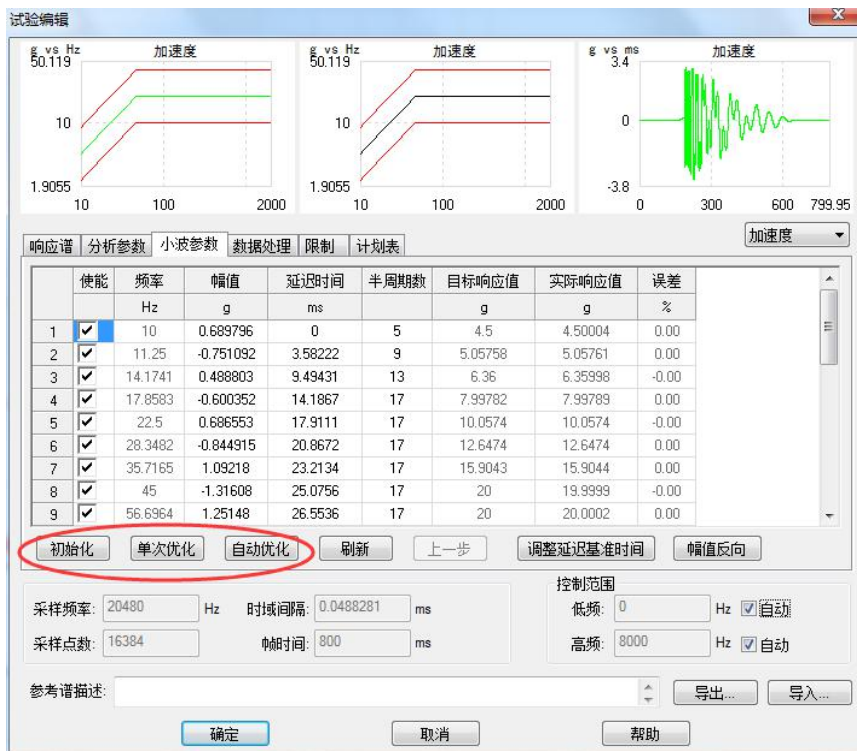 试验编辑
g vs Hz 加速度
50.119
10
1.9055
10 100 2000
g vs Hz 加速度
50.119
10
1.9055
10 100 2000
g vs ms 加速度
3.4
0
-3.8
0 300 600 799.95
加速度
响应谱 分析参数 小波参数 数据处理 限制 计划表
使能 频率 幅值 延迟时间 半周期数 目标响应值 实际响应值 误差
Hz g ms g g %
1 10 0.689796 0 5 4.5 4.50004 0.00
2 11.25 -0.751092 3.58222 9 5.05758 5.05761 0.00
3 14.1741 0.488803 9.49431 13 6.36 6.35998 -0.00
4 17.8583 -0.600352 14.1867 17 7.99782 7.99789 0.00
5 22.5 0.686553 17.9111 17 10.0574 10.0574 -0.00
6 28.3482 -0.844915 20.8672 17 12.6474 12.6474 0.00
7 35.7165 1.09218 23.2134 17 15.9043 15.9044 0.00
8 45 -1.31608 25.0756 17 20 19.9999 -0.00
9 56.6964 1.25148 26.5536 17 20 20.0002 0.00
初始化 单次优化 自动优化 刷新 上一步 调整延迟基准时间 幅值反向
采样频率: 20480 Hz 时域间隔: 0.0488281 ms
采样点数: 16384 帧时间: 800 ms
控制范围
低频: 0 Hz 自动
高频: 8000 Hz 自动
参考谱描述: 导出... 导入...
确定 取消 帮助